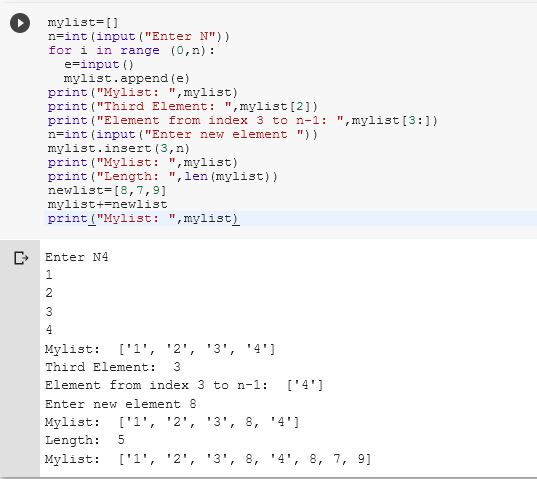 mylist=[]
n=int(input("Enter N"))
for i in range (0,n):
  e=input()
  mylist.append(e)
print("Mylist: ",mylist)
print("Third Element: ",mylist[2])
print("Element from index 3 to n-1: ",mylist[3:])
n=int(input("Enter new element "))
mylist.insert(3,n)
print("Mylist: ",mylist)
print("Length: ",len(mylist))
newlist=[8,7,9]
mylist+=newlist
print("Mylist: ",mylist)
Enter N4
1
2
3
4
Mylist:  ['1', '2', '3', '4']
Third Element:  3
Element from index 3 to n-1:  ['4']
Enter new element 8
Mylist:  ['1', '2', '3', 8, '4']
Length:  5
Mylist:  ['1', '2', '3', 8, '4', 8, 7, 9]